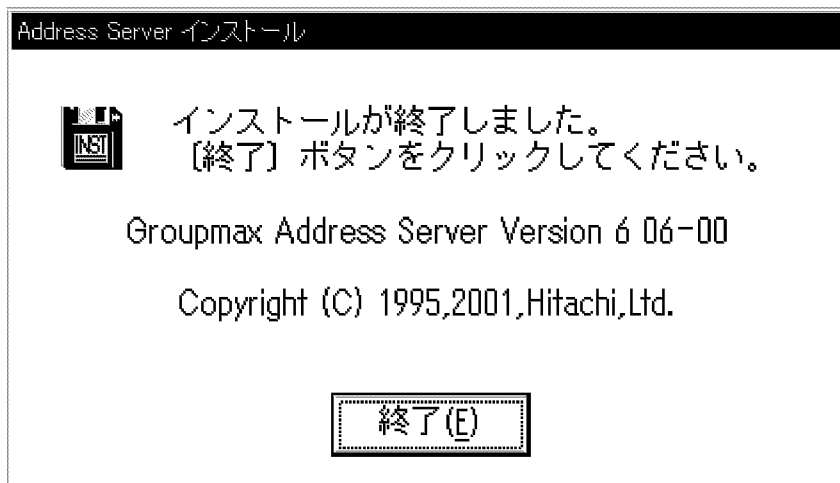 Address Server インストール
インストールが終了しました。
［終了］ボタンをクリックしてください。
INST
Groupmax Address Server Version 6 06-00
Copyright (C) 1995,2001,Hitachi,Ltd.
終了(E)